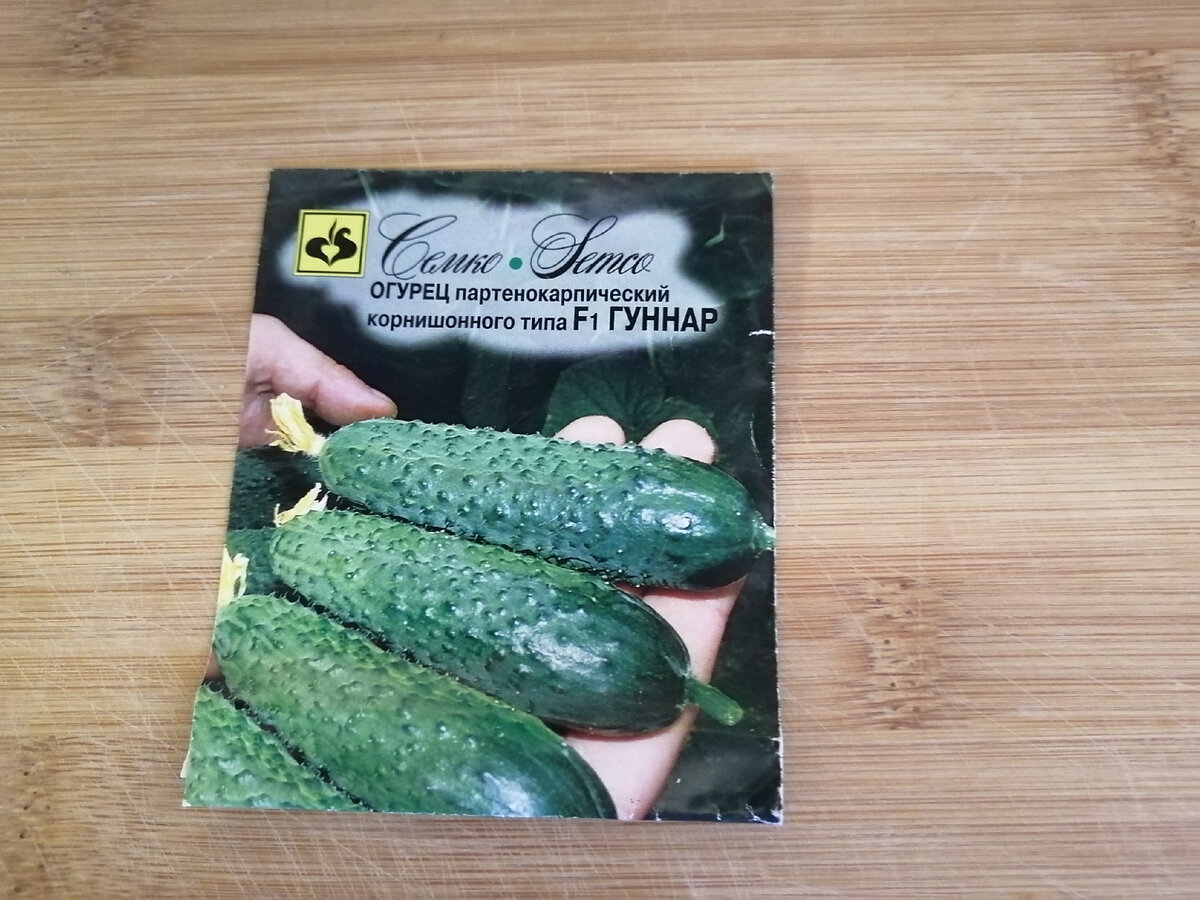 Семко • Semco
ОГУРЕЦ партенокарпический
корнишонного типа F1 ГУННАР